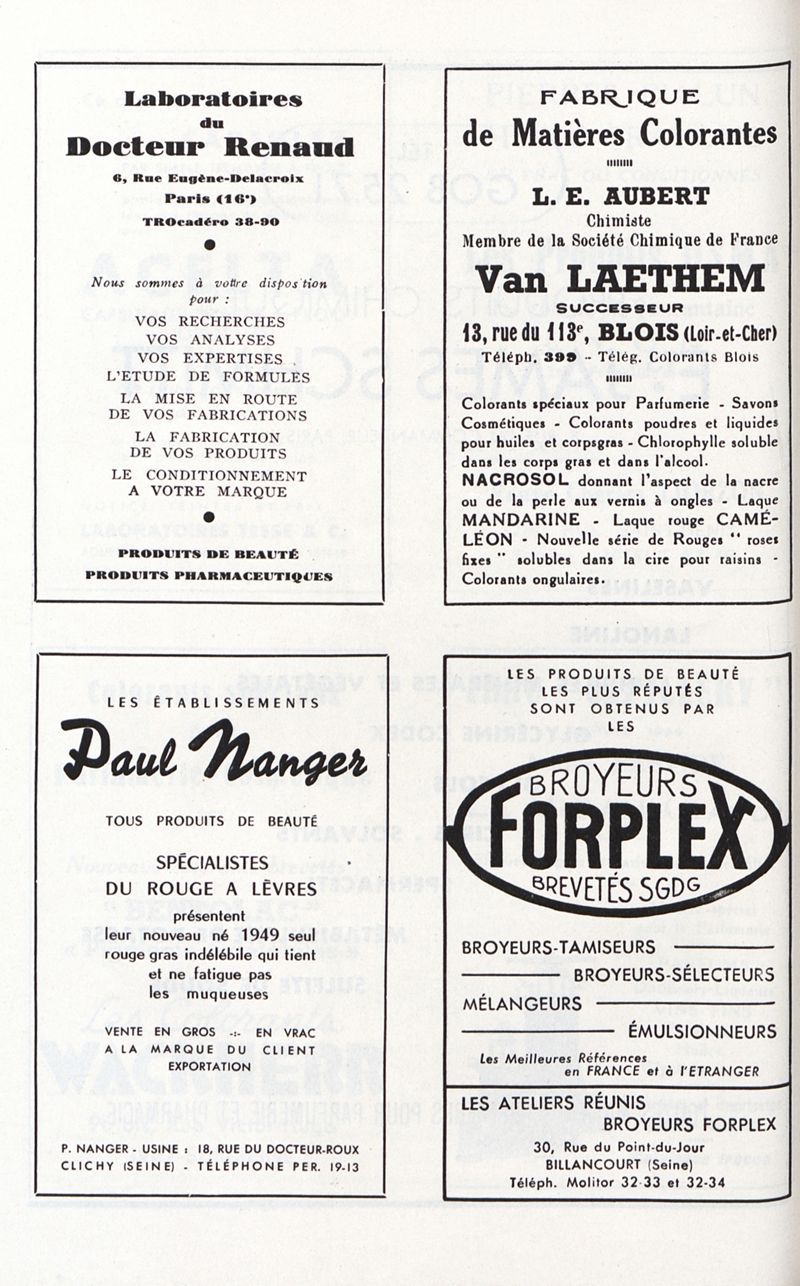 Laboratoires
du
Docteur Renaud
6, Rue Eugène-Delacroix
Paris (16e)
TROcadéro 38-90
Nous sommes à vottre dispos tion
pour :
VOS RECHERCHES
VOS ANALYSES
VOS EXPERTISES
L'ETUDE DE FORMULES
LA MISE EN ROUTE
DE VOS FABRICATIONS
LA FABRICATION
DE VOS PRODUITS
LE CONDITIONNEMENT
A VOTRE MARQUE
PRODUITS DE BEAUTÉ
PRODUITS PHARMACEUTIQUES
FABRIQUE
de Matières Colorantes
L. E. AUBERT
Chimiste
Membre de la Société Chimique de France
Van LAETHEM
SUCCESSEUR
13, rue du 113e, BLOIS (Loir-et-Cher)
Téléph. 399 - Télég. Colorants Blois
Colorants spéciaux pour Parfumerie - Savons
Cosmétiques - Colorants poudres et liquides
pour huiles et corpsgras - Chlorophylle soluble
dans les corps gras et dans l'alcool.
NACROSOL donnant l'aspect de la nacre
ou de la perle aux vernis à ongles - Laque
MANDARINE - Laque rouge CAMÉ-
LÉON - Nouvelle série de Rouges " roses
fixes " solubles dans la cire pour raisins -
Colorants ongulaires.
LES ÉTABLISSEMENTS
Paul Nanger
TOUS PRODUITS DE BEAUTÉ
SPÉCIALISTES
DU ROUGE A LÈVRES
présentent
leur nouveau né 1949 seul
rouge gras indélébile qui tient
et ne fatigue pas
les muqueuses
VENTE EN GROS -:- EN VRAC
A LA MARQUE DU CLIENT
EXPORTATION
P. NANGER - USINE : 18, RUE DU DOCTEUR-ROUX
CLICHY (SEINE) - TÉLÉPHONE PER. 19-13
LES PRODUITS DE BEAUTÉ
LES PLUS RÉPUTÉS
SONT OBTENUS PAR
LES
BROYEURS
FORPLEX
BREVETÉS SGDG
BROYEURS-TAMISEURS
BROYEURS-SÉLECTEURS
MÉLANGEURS
ÉMULSIONNEURS
Les Meilleures Références
en FRANCE et à l'ETRANGER
LES ATELIERS RÉUNIS
BROYEURS FORPLEX
30, Rue du Point-du-Jour
BILLANCOURT (Seine)
Téléph. Molitor 32-33 et 32-34